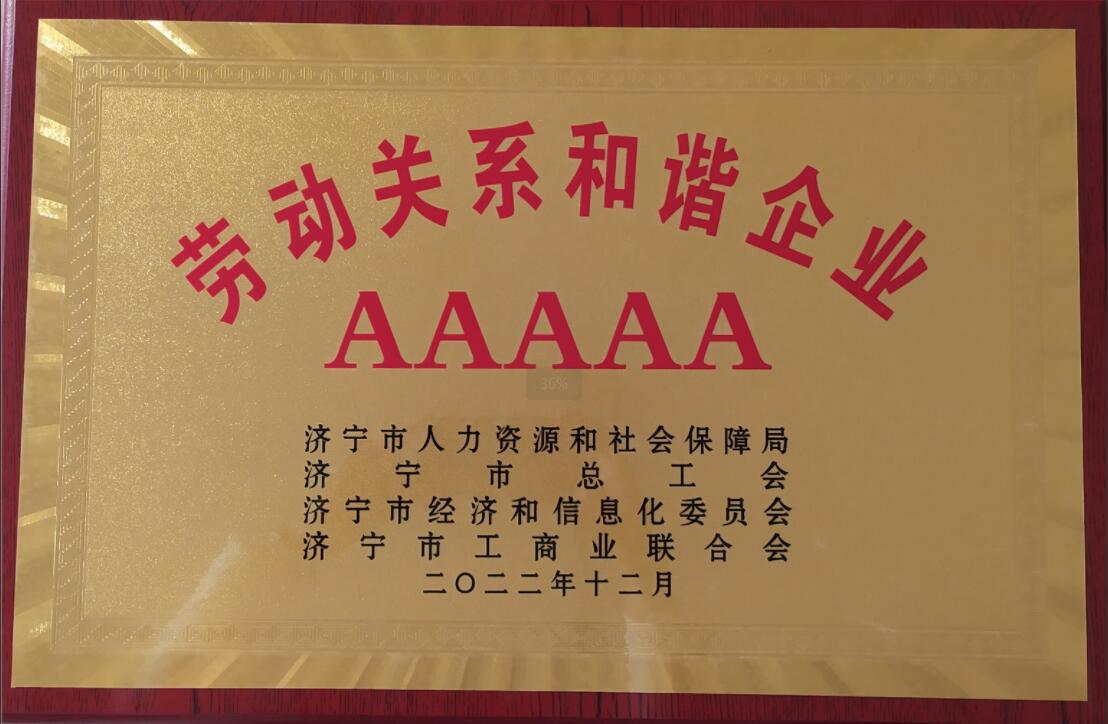 劳动关系和谐企业
AAAAA
36%
济宁市人力资源和社会保障局
济宁市总工会
济宁市经济和信息化委员会
济宁市工商业联合会
二〇二二年十二月